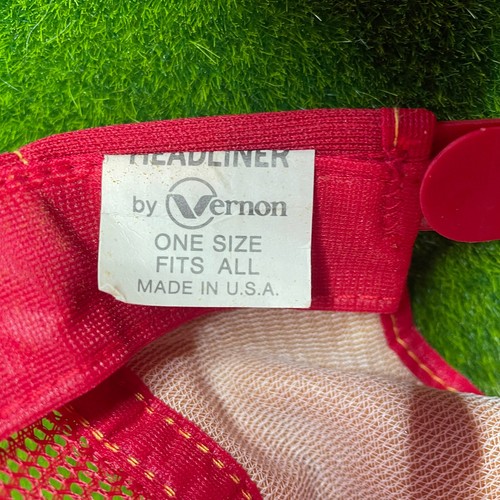 HEADLINER
by Vernon
ONE SIZE
FITS ALL
MADE IN U.S.A.